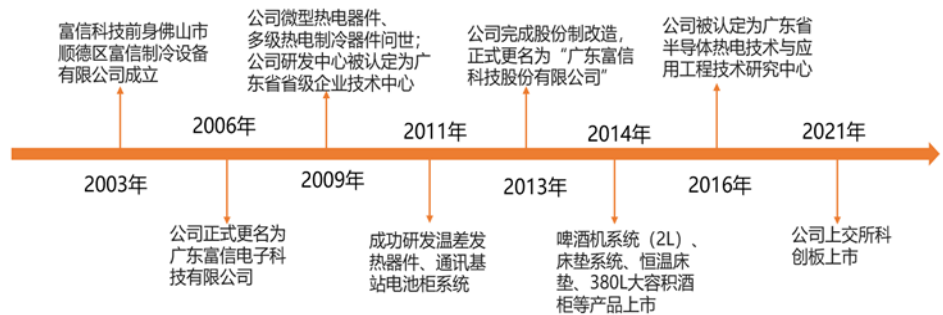 富信科技前身佛山市
顺德区富信制冷设备
有限公司成立
公司微型热电器件、
多级热电制冷器件问世；
公司研发中心被认定为广
东省省级企业技术中心
公司完成股份制改造，
正式更名为“广东富信
科技股份有限公司”
公司被认定为广东省
半导体热电技术与应
用工程技术研究中心
2006年
2011年
2014年
2021年
2003年
2009年
2013年
2016年
公司正式更名为
广东富信电子科
技有限公司
成功研发温差发
热器件、通讯基
站电池柜系统
啤酒机系统（2L）、
床垫系统、恒温床
垫、380L大容积酒
柜等产品上市
公司上交所科
创板上市